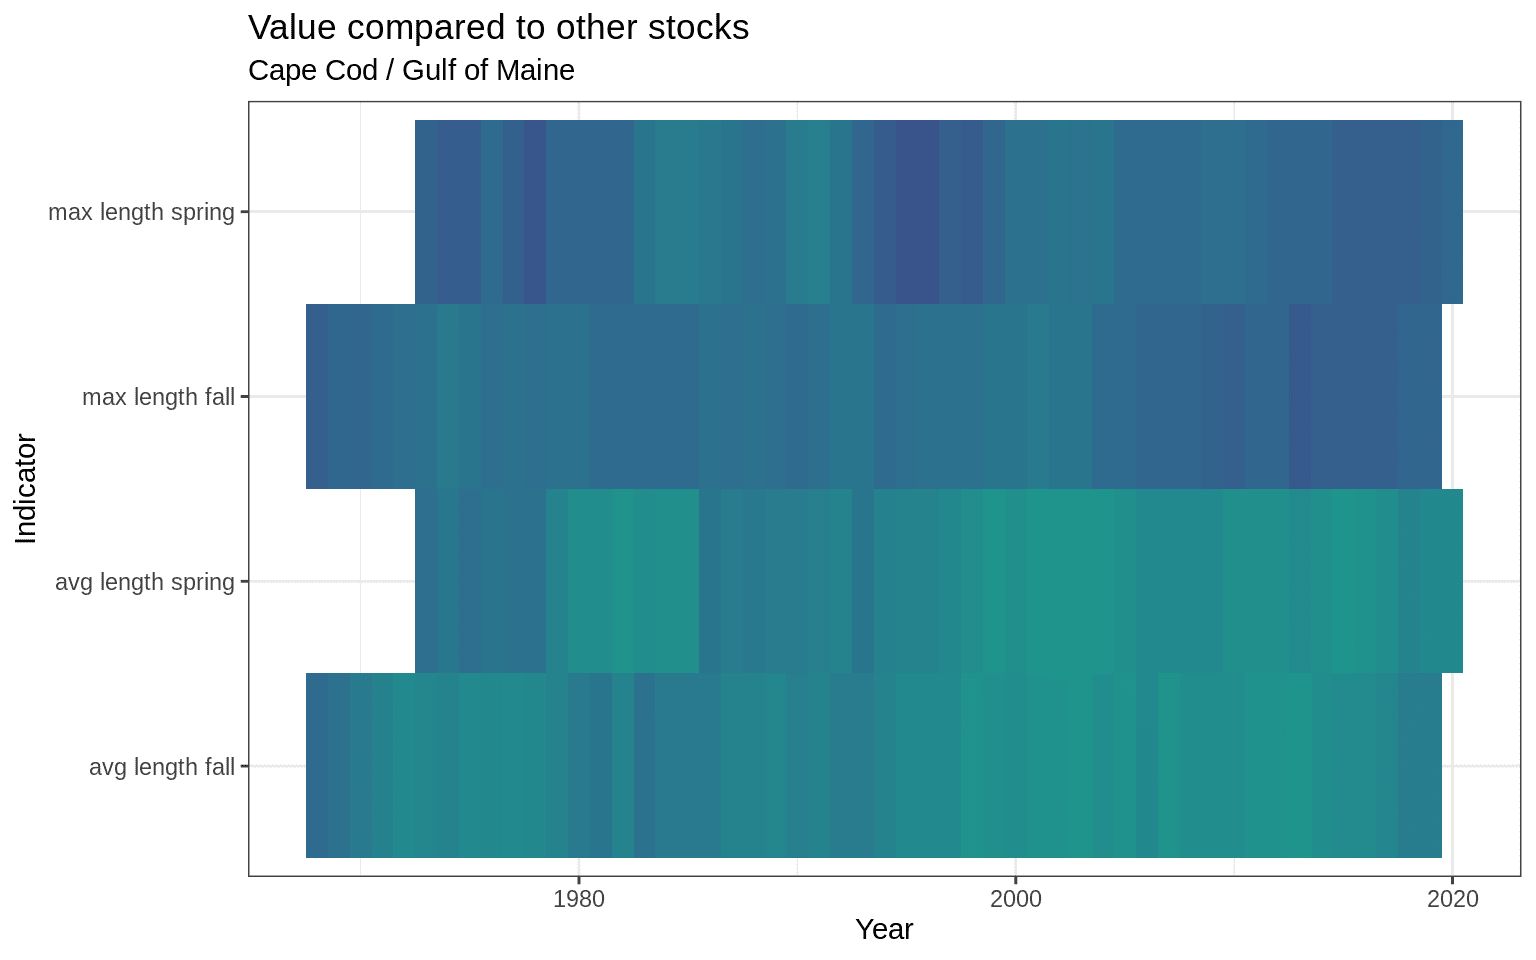 Value compared to other stocks
Cape Cod / Gulf of Maine
max length spring
max length fall
avg length spring
avg length fall
Indicator
1980
2000
2020
Year